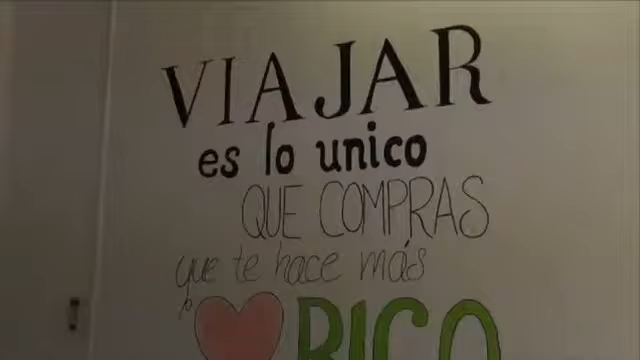 VIAJAR
es lo unico
QUE COMPRAS
que te hace más
RICO